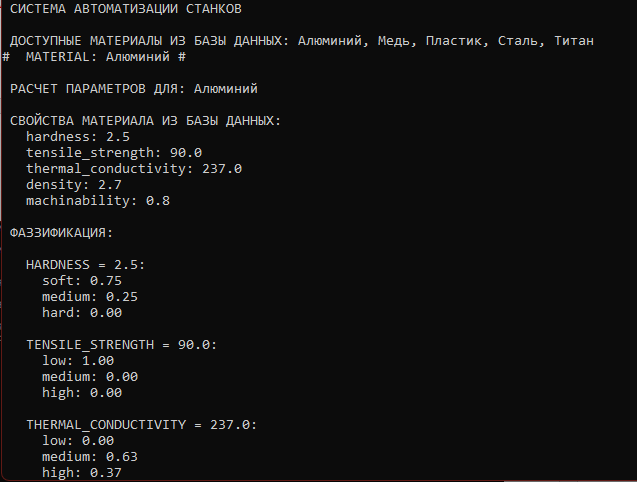 СИСТЕМА АВТОМАТИЗАЦИИ СТАНКОВ
ДОСТУПНЫЕ МАТЕРИАЛЫ ИЗ БАЗЫ ДАННЫХ: Алюминий, Медь, Пластик, Сталь, Титан
# MATERIAL: Алюминий #
РАСЧЕТ ПАРАМЕТРОВ ДЛЯ: Алюминий
СВОЙСТВА МАТЕРИАЛА ИЗ БАЗЫ ДАННЫХ:
hardness: 2.5
tensile_strength: 90.0
thermal_conductivity: 237.0
density: 2.7
machinability: 0.8
ФАЗЗИФИКАЦИЯ:
HARDNESS = 2.5:
soft: 0.75
medium: 0.25
hard: 0.00
TENSILE_STRENGTH = 90.0:
low: 1.00
medium: 0.00
high: 0.00
THERMAL_CONDUCTIVITY = 237.0:
low: 0.00
medium: 0.63
high: 0.37